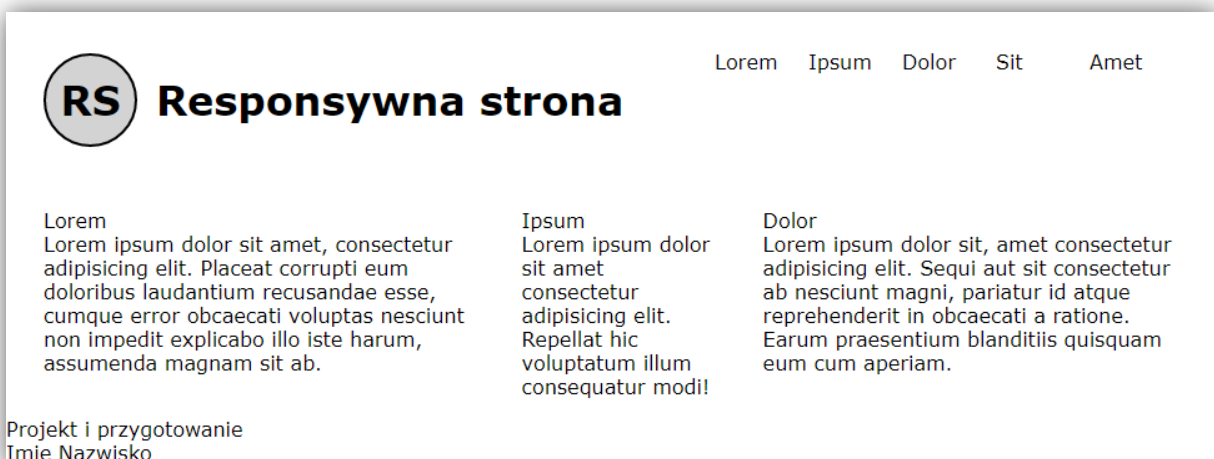 RS Responsywna strona
Lorem Ipsum Dolor Sit Amet
Lorem
Lorem ipsum dolor sit amet, consectetur
adipisicing elit. Placeat corrupti eum
doloribus laudantium recusandae esse,
cumque error obcaecati voluptas nesciunt
non impedit explicabo illo iste harum,
assumenda magnam sit ab.
Ipsum
Lorem ipsum dolor
sit amet
consectetur
adipisicing elit.
Repellat hic
voluptatum illum
consequatur modi!
Dolor
Lorem ipsum dolor sit, amet consectetur
adipisicing elit. Sequi aut sit consectetur
ab nesciunt magni, pariatur id atque
reprehenderit in obcaecati a ratione.
Earum praesentium blanditiis quisquam
eum cum aperiam.
Projekt i przygotowanie
Imię Nazwisko